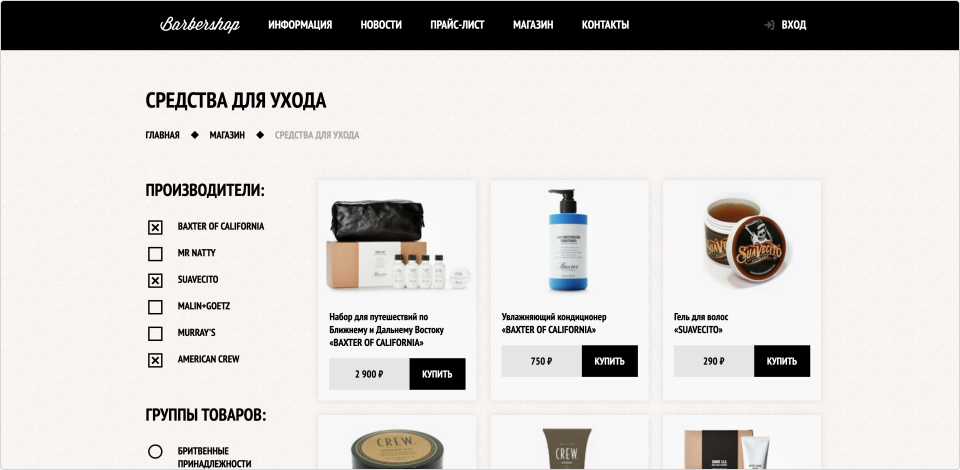 Barbershop ИНФОРМАЦИЯ НОВОСТИ ПРАЙС-ЛИСТ МАГАЗИН КОНТАКТЫ ВХОД
СРЕДСТВА ДЛЯ УХОДА
ГЛАВНАЯ МАГАЗИН СРЕДСТВА ДЛЯ УХОДА
ПРОИЗВОДИТЕЛИ:
BAXTER OF CALIFORNIA
MR NATTY
SUAVECITO
MALIN+GOETZ
MURRAY'S
AMERICAN CREW
ГРУППЫ ТОВАРОВ:
БРИТВЕННЫЕ
ПРИНАДЛЕЖНОСТИ
Набор для путешествий по
Ближнему и Дальнему Востоку
«BAXTER OF CALIFORNIA»
2 900 ₽ КУПИТЬ
Baxter
Увлажняющий кондиционер
«BAXTER OF CALIFORNIA»
750 ₽ КУПИТЬ
SUAVECITO
Гель для волос
«SUAVECITO»
290 ₽ КУПИТЬ
CREW
CREW